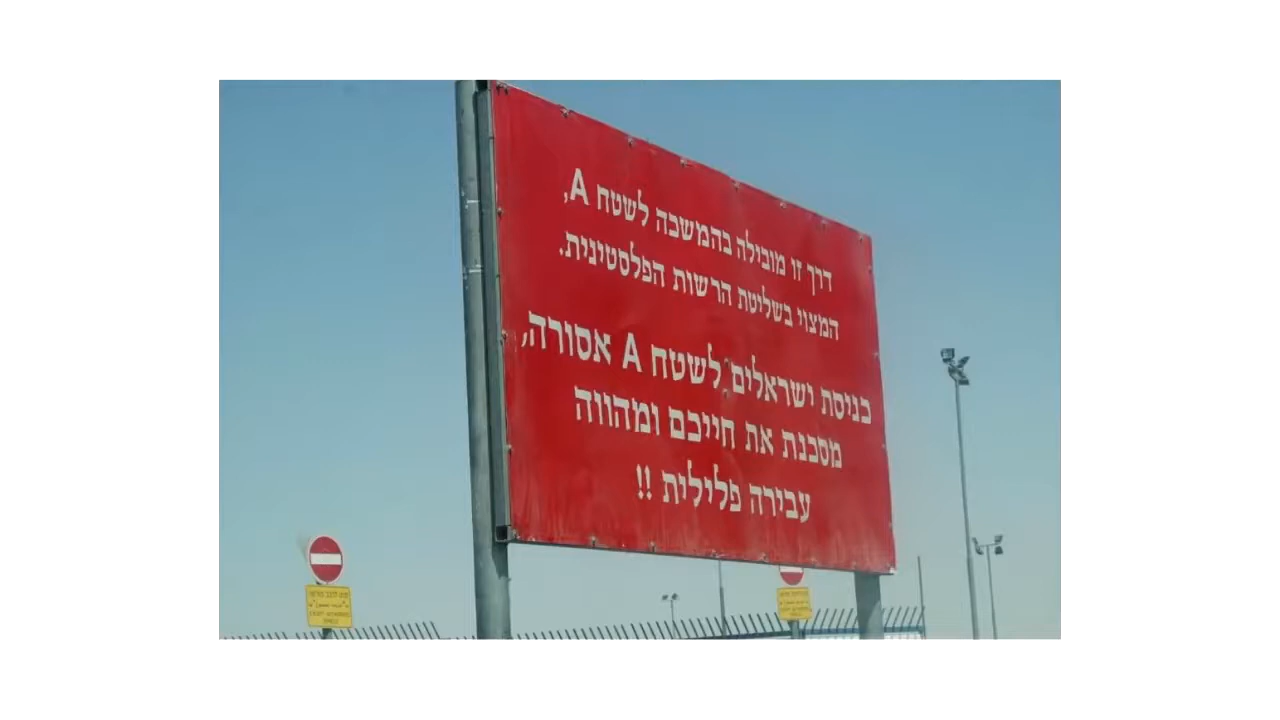 דרך זו מובילה בהמשכה לשטח A,
המצוי בשליטת הרשות הפלסטינית.
כניסת ישראלים לשטח A אסורה,
מסכנת את חייכם ומהווה
עבירה פלילית !!